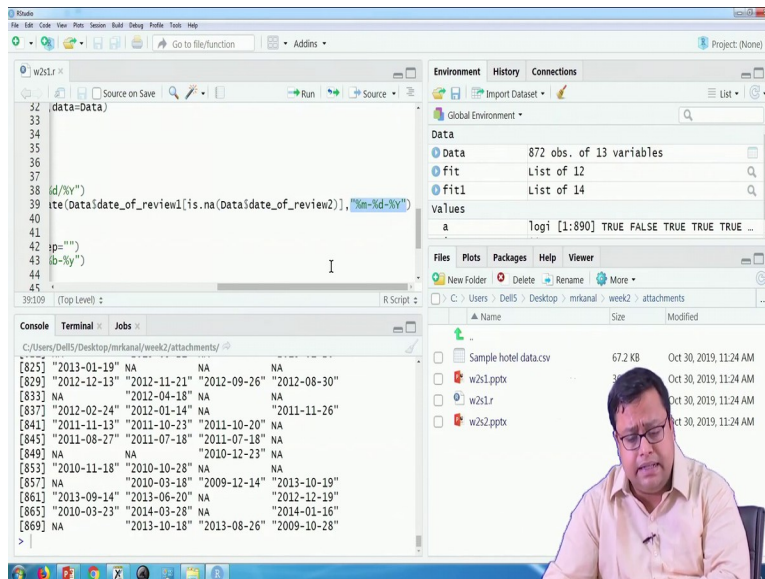 RStudio
File Edit Code View Plots Session Build Debug Profile Tools Help
Go to file/function
Addins
Project: (None)
w2s1.r
Source on Save
Run
Source
32 ,data=Data)
33
34
35
36
37
38 %d/%Y")
39 ate(Data$date_of_review1[is.na(Data$date_of_review2)],"%m-%d-%Y")
40
41
42 ep="")
43 %b-%y")
44
45
39:109 (Top Level)
R Script
Console Terminal Jobs
C:/Users/Dell5/Desktop/mrkanal/week2/attachments/
[825] "2013-01-19" NA NA NA
[829] "2012-12-13" "2012-11-21" "2012-09-26" "2012-08-30"
[833] NA "2012-04-18" NA NA
[837] "2012-02-24" "2012-01-14" NA "2011-11-26"
[841] "2011-11-13" "2011-10-23" "2011-10-20" NA
[845] "2011-08-27" "2011-07-18" "2011-07-18" NA
[849] NA NA "2010-12-23" NA
[853] "2010-11-18" "2010-10-28" NA NA
[857] NA "2010-03-18" "2009-12-14" "2013-10-19"
[861] "2013-09-14" "2013-06-20" NA "2012-12-19"
[865] "2010-03-23" "2014-03-28" NA "2014-01-16"
[869] NA "2013-10-18" "2013-08-26" "2009-10-28"
>
Environment History Connections
Import Dataset
List
Global Environment
Data
Data 872 obs. of 13 variables
fit List of 12
fit1 List of 14
Values
a logi [1:890] TRUE FALSE TRUE TRUE TRUE …
Files Plots Packages Help Viewer
New Folder Delete Rename More
C: Users Dell5 Desktop mrkanal week2 attachments
Name Size Modified
..
Sample hotel data.csv 67.2 KB Oct 30, 2019, 11:24 AM
w2s1.pptx Oct 30, 2019, 11:24 AM
w2s1.r Oct 30, 2019, 11:24 AM
w2s2.pptx Oct 30, 2019, 11:24 AM